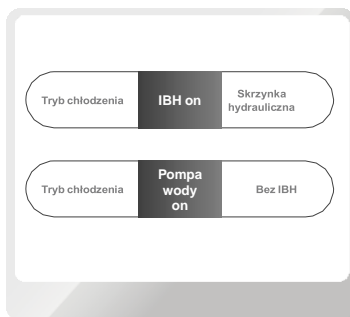 Tryb chłodzenia
IBH on
Skrzynka
hydrauliczna
Tryb chłodzenia
Pompa
wody
on
Bez IBH